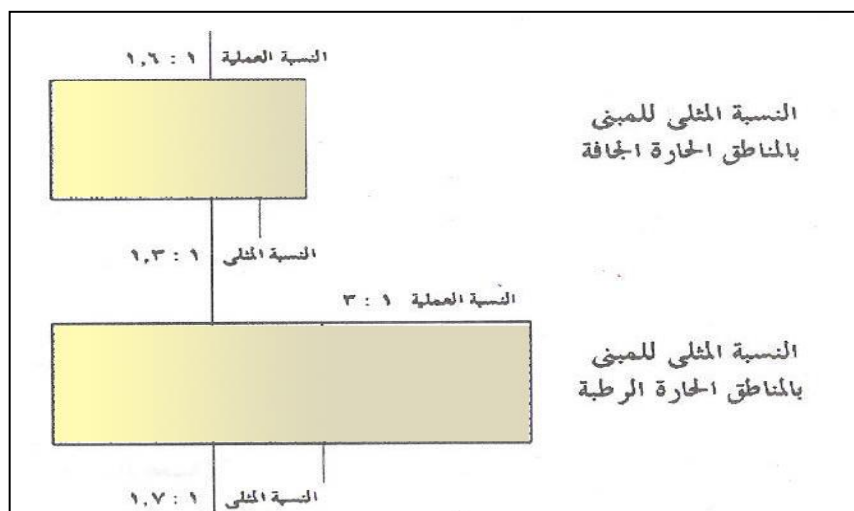 النسبة العملية ١ : ١,٦
النسبة المثلى للمبنى
بالمناطق الحارة الجافة
النسبة المثلى ١ : ١,٣
النسبة العملية ١ : ٣
النسبة المثلى للمبنى
بالمناطق الحارة الرطبة
النسبة المثلى ١ : ١,٧